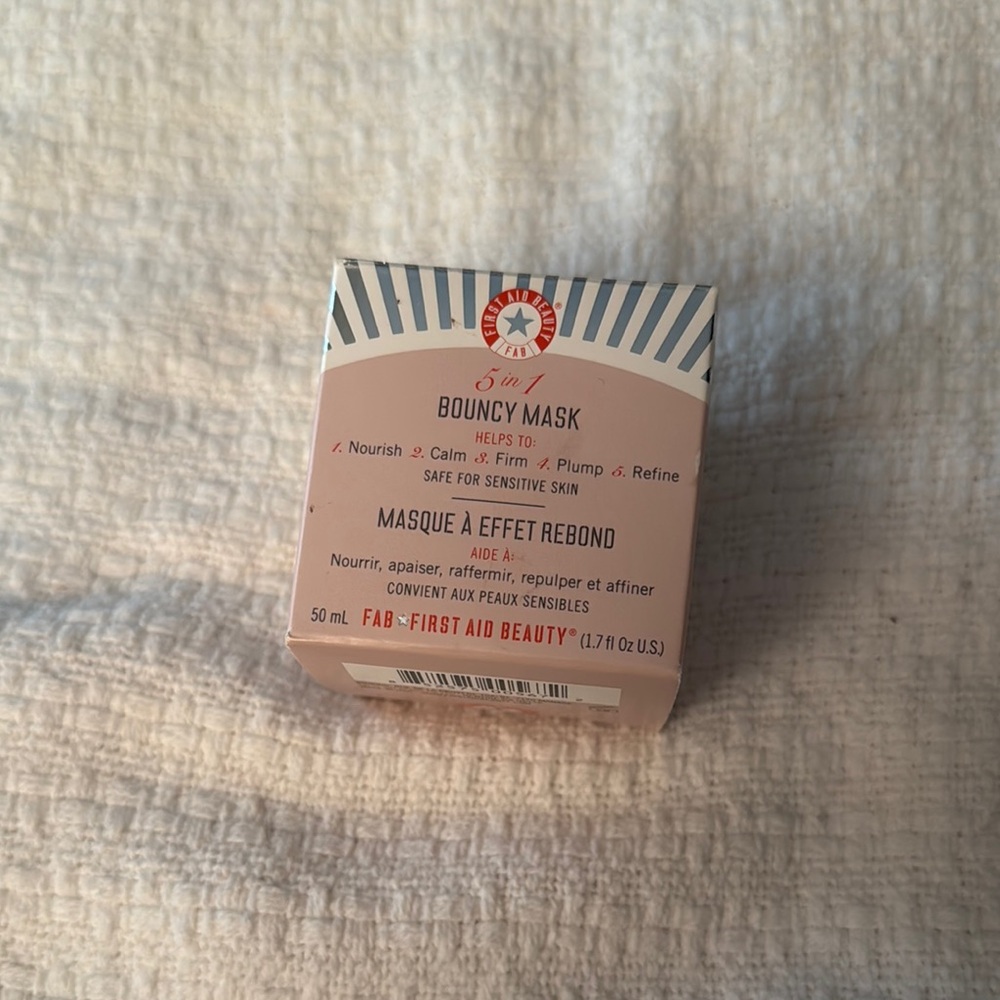 FIRST AID BEAUTY®
FAB
5 in 1
BOUNCY MASK
HELPS TO:
1. Nourish 2. Calm 3. Firm 4. Plump 5. Refine
SAFE FOR SENSITIVE SKIN
MASQUE À EFFET REBOND
AIDE À:
Nourrir, apaiser, raffermir, repulper et affiner
CONVIENT AUX PEAUX SENSIBLES
50 mL FAB FIRST AID BEAUTY® (1.7 fl Oz U.S.)